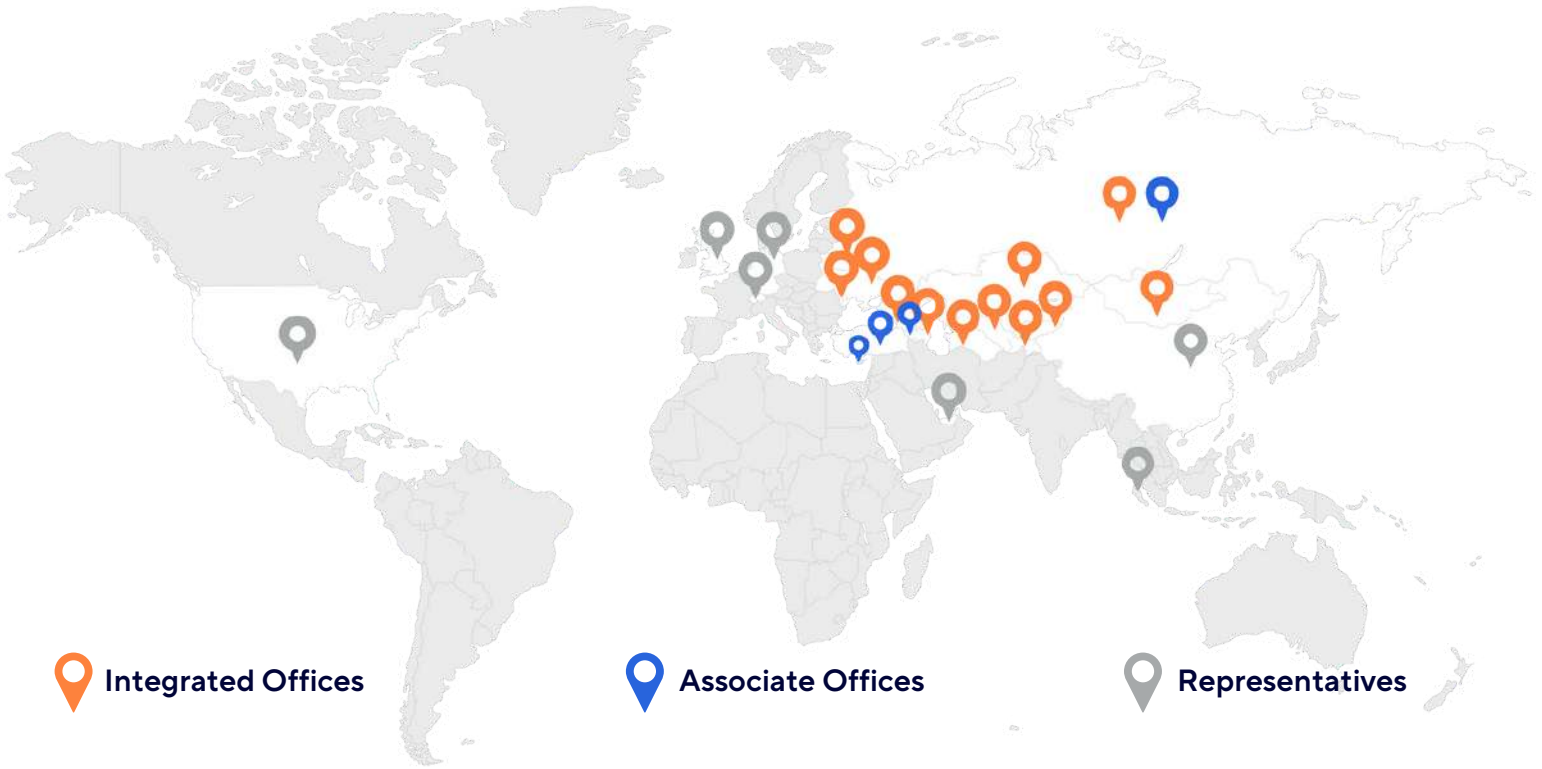 Integrated Offices
Associate Offices
Representatives